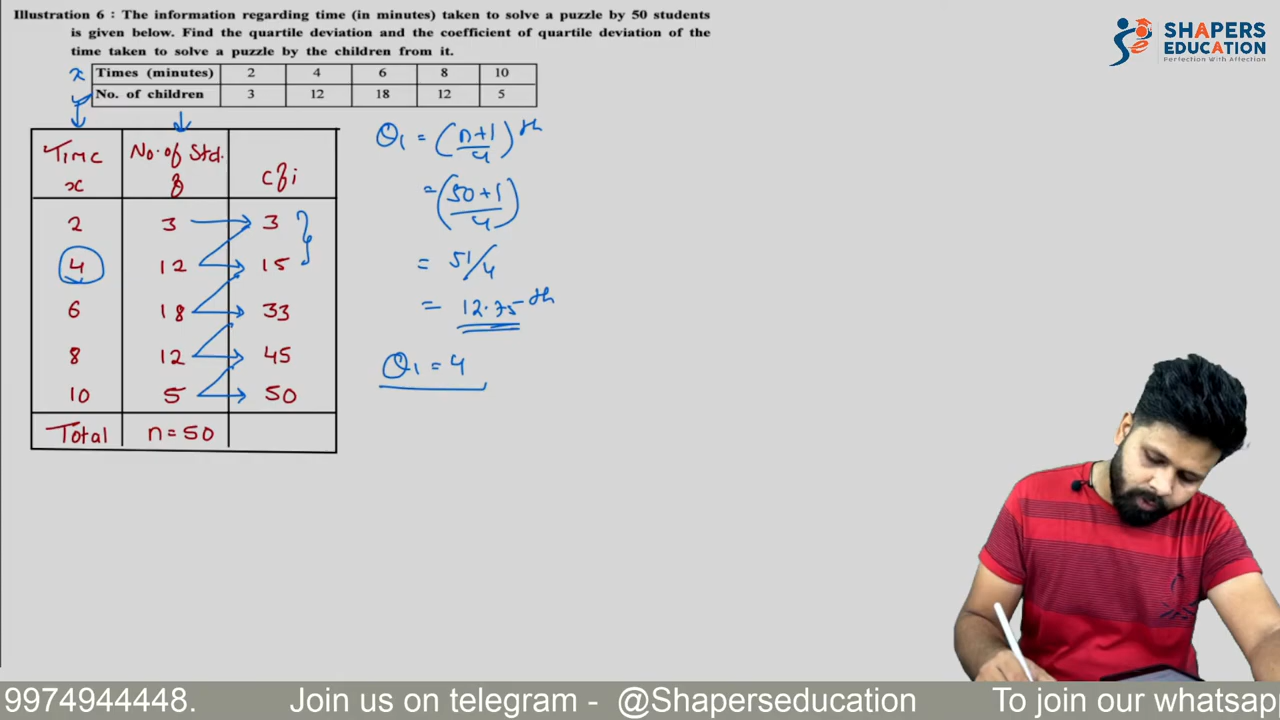 Illustration 6 : The information regarding time (in minutes) taken to solve a puzzle by 50 students
is given below. Find the quartile deviation and the coefficient of quartile deviation of the
time taken to solve a puzzle by the children from it.
x Times (minutes) 2 4 6 8 10
No. of children 3 12 18 12 5
Time x No. of Std. f cfi
2 3 3
4 12 15
6 18 33
8 12 45
10 5 50
Total n = 50
Q1 = (n+1/4)th
= (50+1/4)
= 51/4
= 12.75th
Q1 = 4
SHAPERS
EDUCATION
Perfection With Affection
9974944448. Join us on telegram - @Shaperseducation To join our whatsap